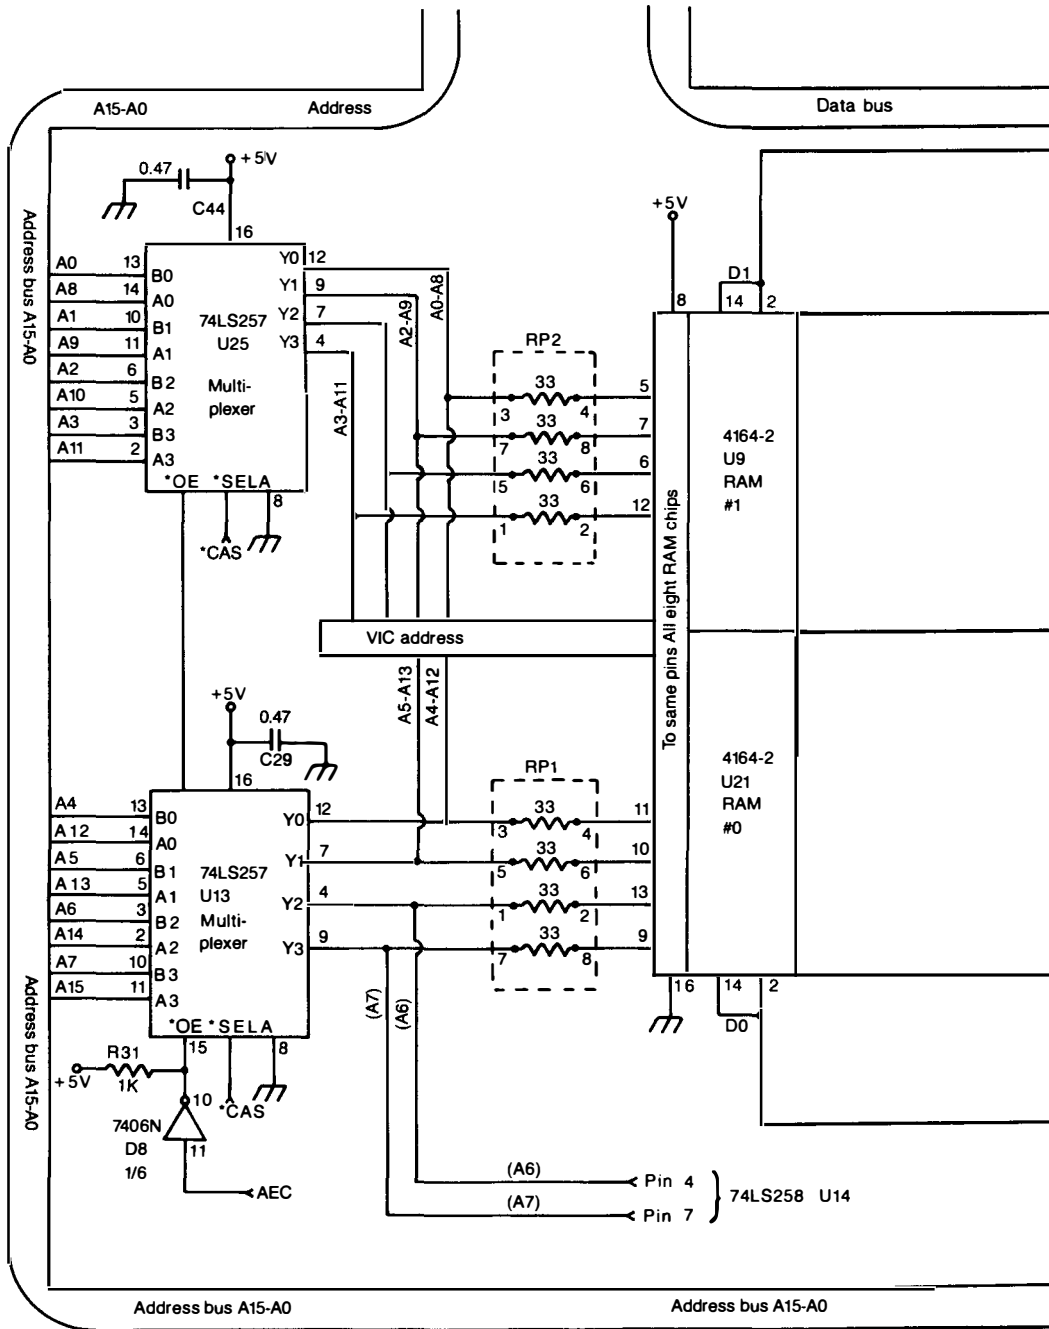 A15-A0 Address
Data bus
Address bus A15-A0
+5V
0.47
C44
16
A0 13 B0
A8 14 A0
A1 10 B1
A9 11 A1
A2 6 B2
A10 5 A2
A3 3 B3
A11 2 A3
74LS257
U25
Multi-
plexer
Y0 12
Y1 9
Y2 7
Y3 4
*OE *SELA
8
*CAS
A0-A8
A2-A9
A3-A11
RP2
33
3 4
5
33
7 8
7
33
5 6
6
33
1 2
12
+5V
8
D1
14 2
To same pins All eight RAM chips
4164-2
U9
RAM
#1
VIC address
A5-A13
A4-A12
4164-2
U21
RAM
#0
+5V
0.47
C29
16
A4 13 B0
A12 14 A0
A5 6 B1
A13 5 A1
A6 3 B2
A14 2 A2
A7 10 B3
A15 11 A3
74LS257
U13
Multi-
plexer
Y0 12
Y1 7
Y2 4
Y3 9
*OE *SELA
15 8
RP1
33
3 4
11
33
5 6
10
33
1 2
13
33
7 8
9
16 14 2
D0
(A7)
(A6)
Address bus A15-A0
R31
+5V 1K
10
*CAS
7406N
D8
1/6
11
AEC
(A6) Pin 4
(A7) Pin 7
74LS258 U14
Address bus A15-A0 Address bus A15-A0